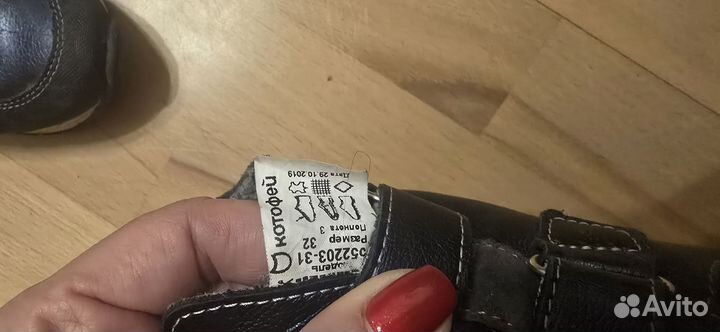 котофей
Модель
552203-31
Размер 32
Полнота 3
Дата 29.10.2019
Avito